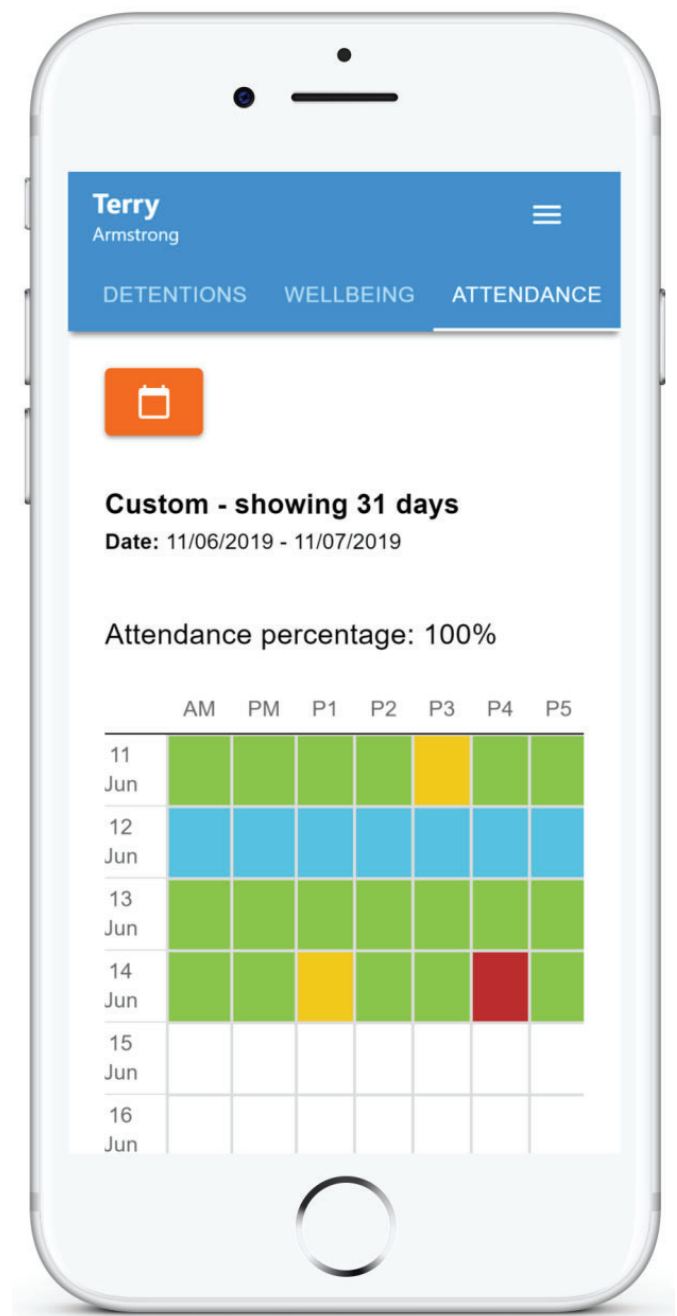 Terry
Armstrong
DETENTIONS WELLBEING ATTENDANCE
Custom - showing 31 days
Date: 11/06/2019 - 11/07/2019
Attendance percentage: 100%
AM PM P1 P2 P3 P4 P5
11
Jun
12
Jun
13
Jun
14
Jun
15
Jun
16
Jun